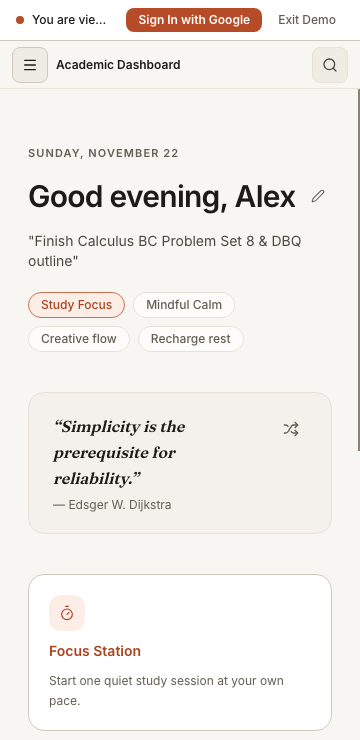 You are vie...
Sign In with Google
Exit Demo
Academic Dashboard
SUNDAY, NOVEMBER 22
Good evening, Alex
"Finish Calculus BC Problem Set 8 & DBQ
outline"
Study Focus
Mindful Calm
Creative flow
Recharge rest
“Simplicity is the
prerequisite for
reliability.”
— Edsger W. Dijkstra
Focus Station
Start one quiet study session at your own
pace.